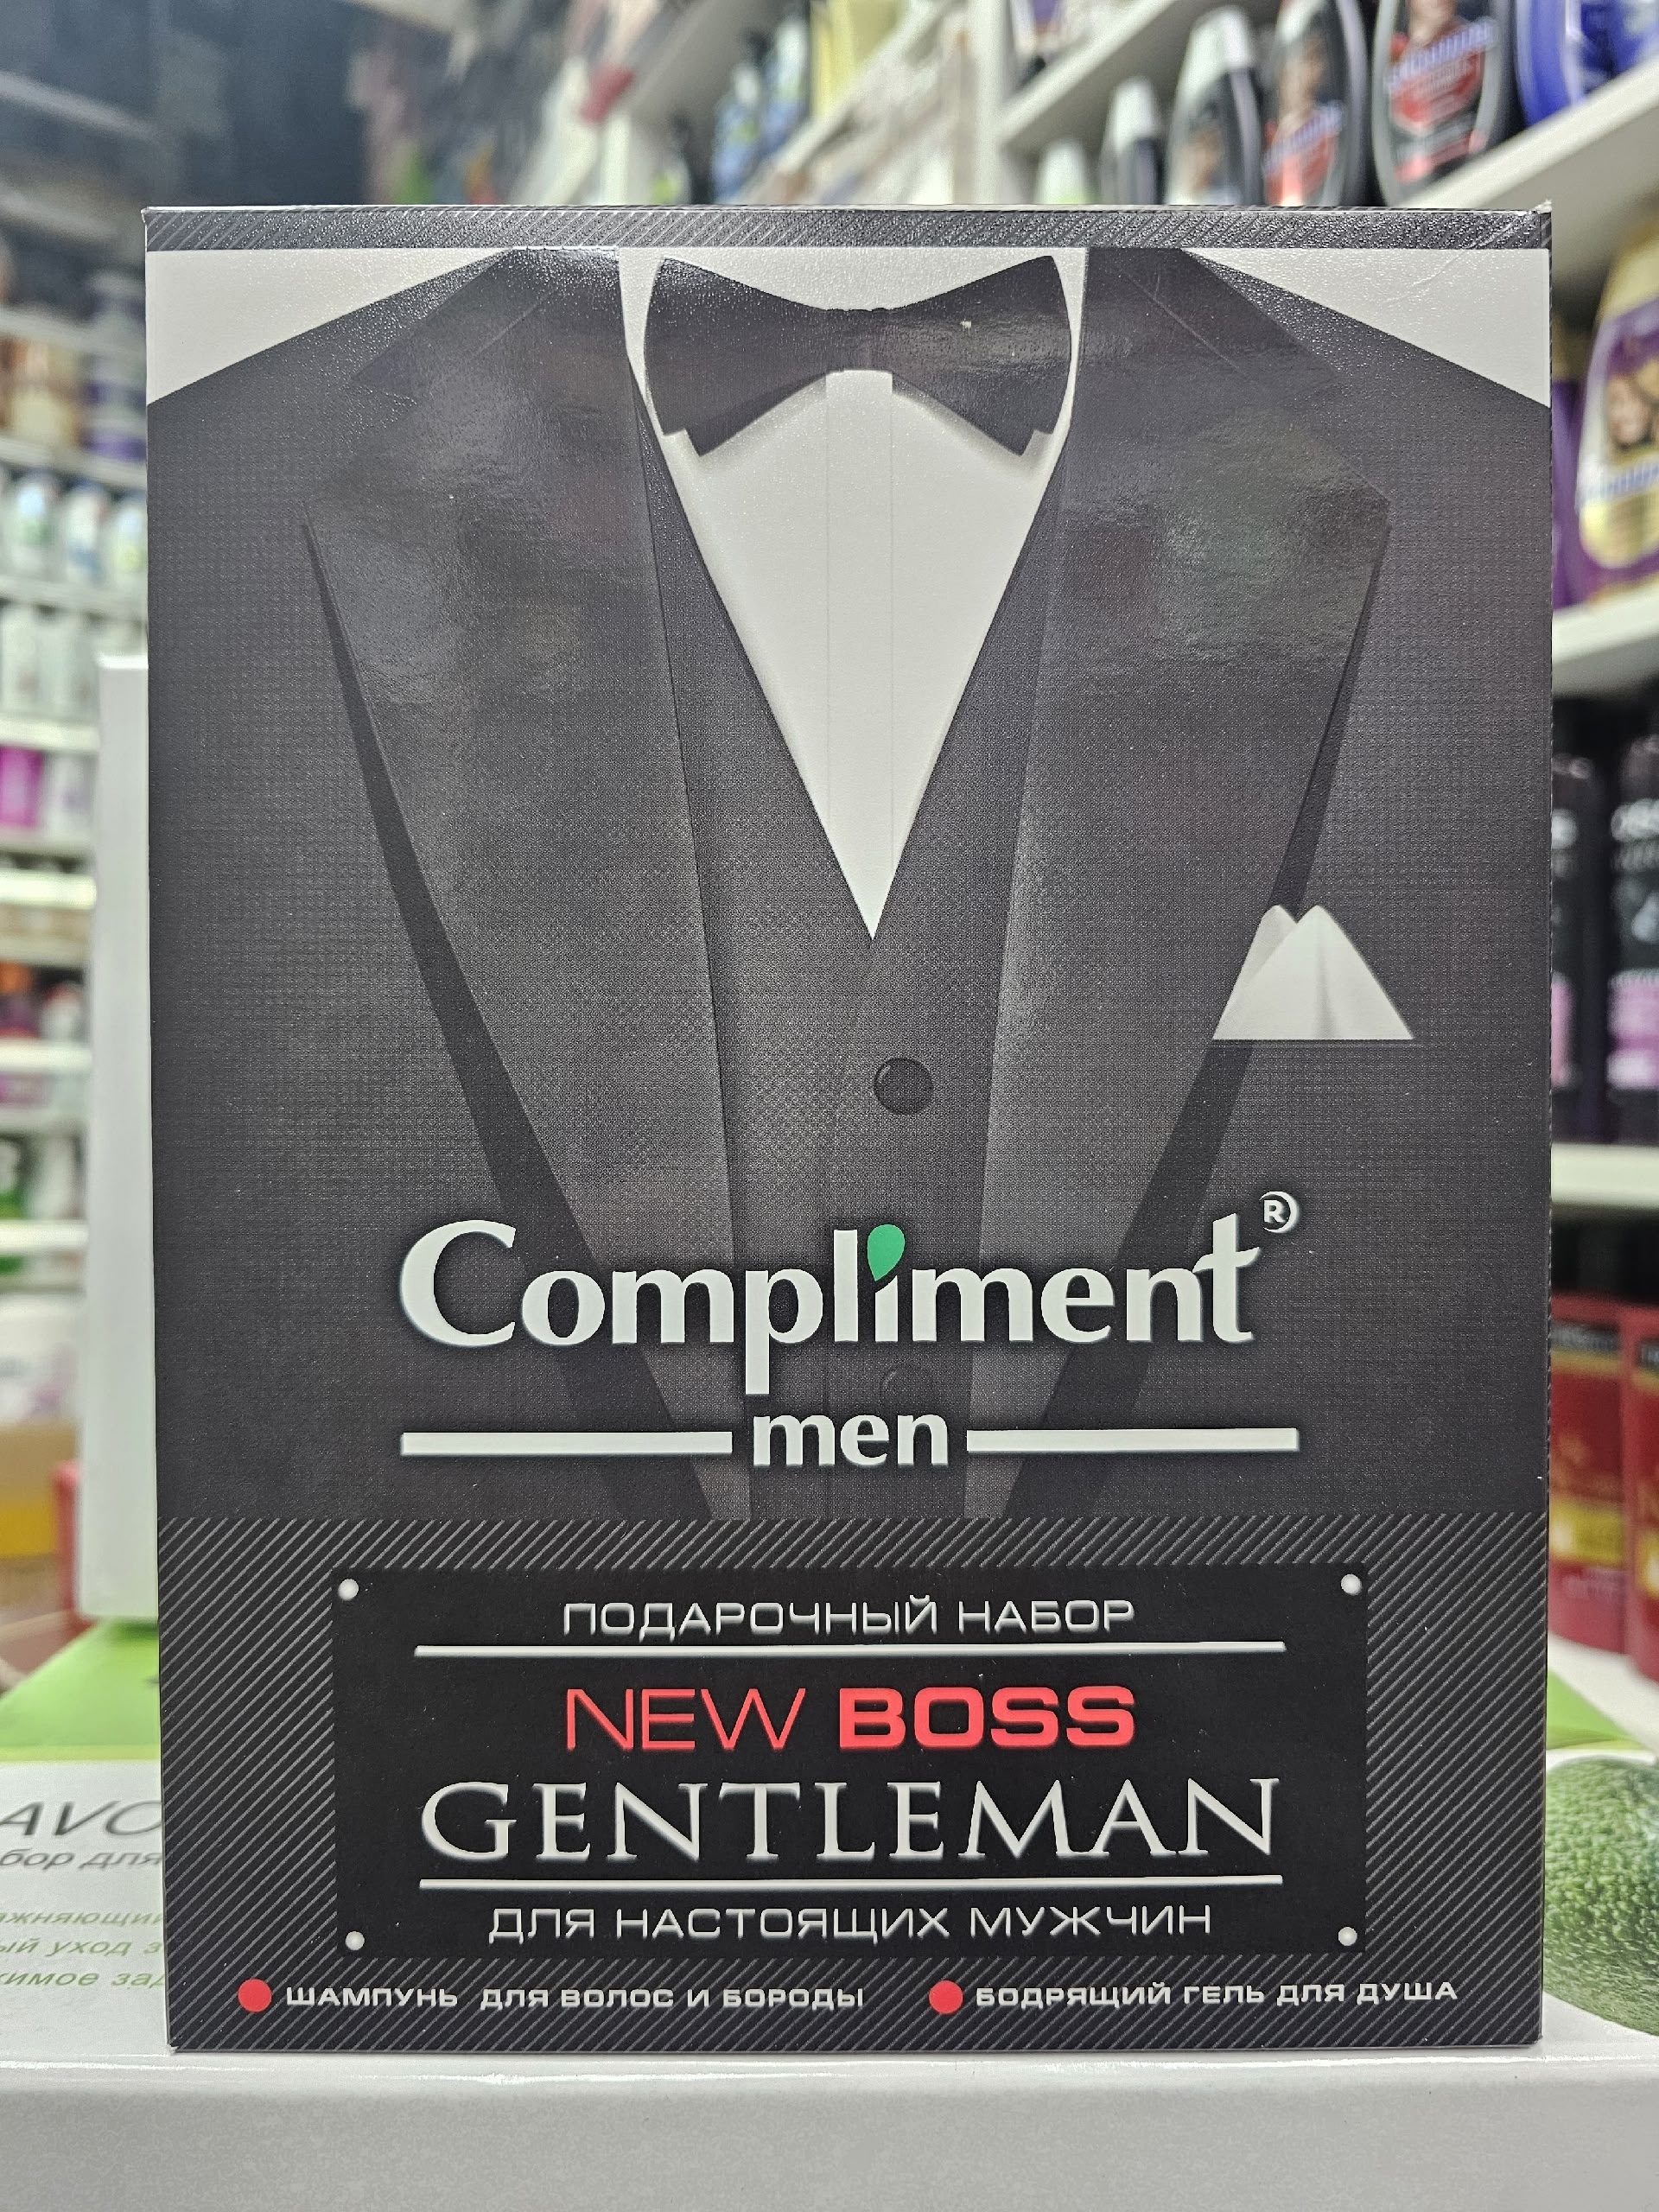 Compliment®
men
ПОДАРОЧНЫЙ НАБОР
NEW BOSS
GENTLEMAN
ДЛЯ НАСТОЯЩИХ МУЖЧИН
ШАМПУНЬ ДЛЯ ВОЛОС И БОРОДЫ
БОДРЯЩИЙ ГЕЛЬ ДЛЯ ДУША